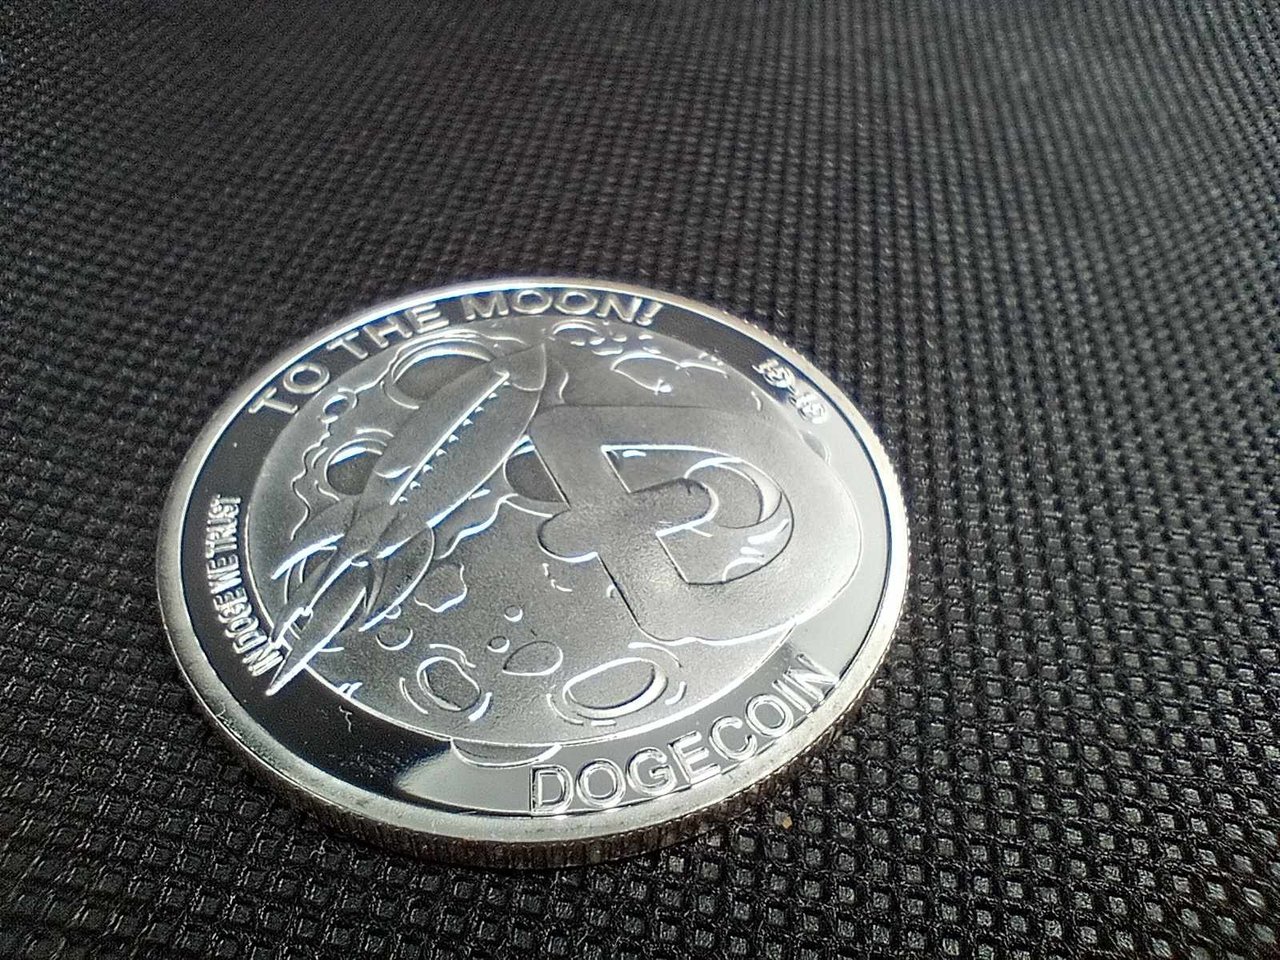 TO THE MOON!
IN DOGE WE TRUST
DOGECOIN